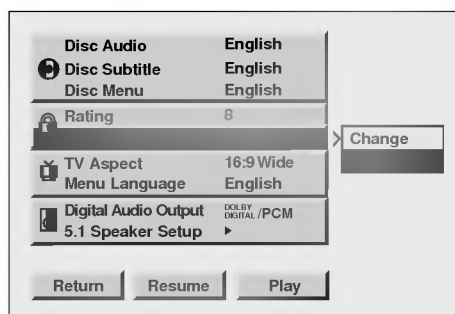 Disc Audio English
Disc Subtitle English
Disc Menu English
Rating 8
Change
TV Aspect 16:9 Wide
Menu Language English
Digital Audio Output DOLBY DIGITAL /PCM
5.1 Speaker Setup ►
Return Resume Play